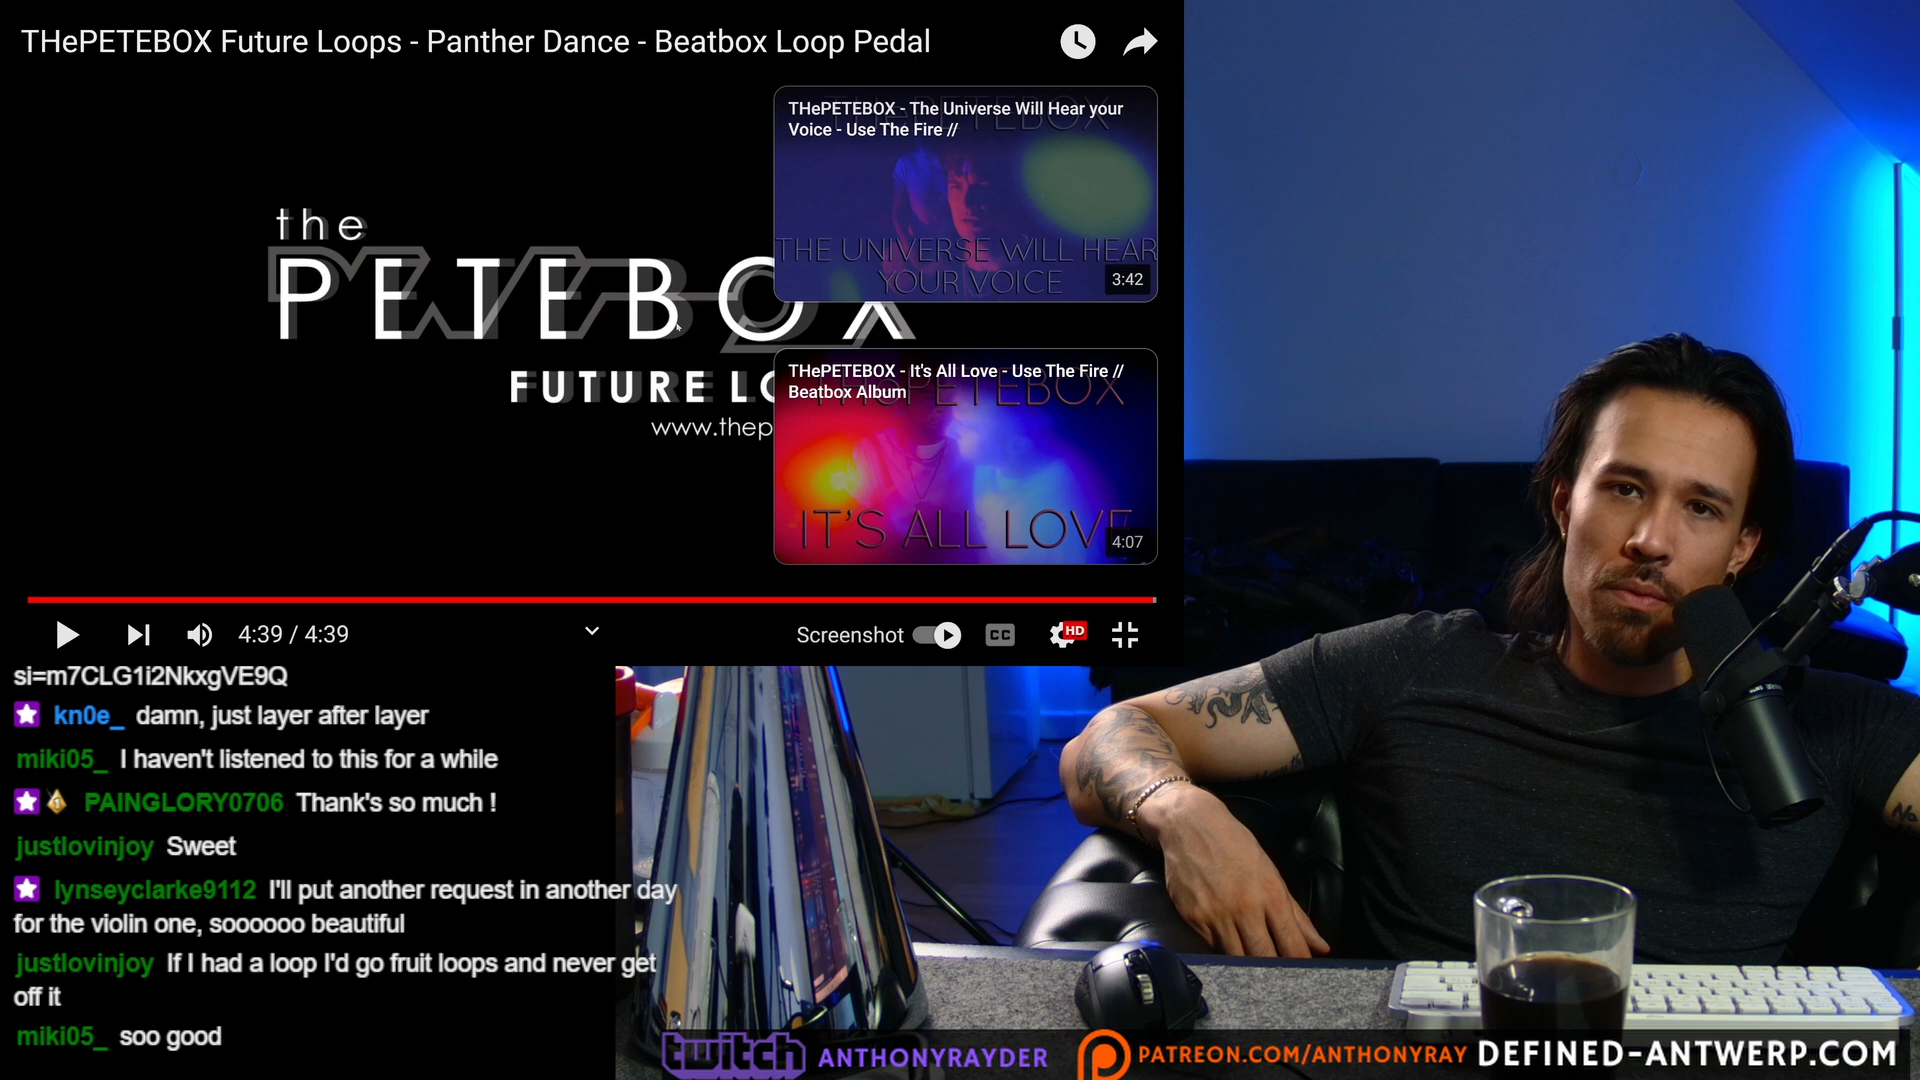 THePETEBOX Future Loops - Panther Dance - Beatbox Loop Pedal
THePETEBOX - The Universe Will Hear your
Voice - Use The Fire //
THE UNIVERSE WILL HEAR
YOUR VOICE
3:42
the
PETEBOX
FUTURE LO
www.thep
THePETEBOX - It's All Love - Use The Fire //
Beatbox Album
THePETEBOX
IT'S ALL LOVE
4:07
4:39 / 4:39
Screenshot
CC
HD
si=m7CLG1i2NkxgVE9Q
kn0e_ damn, just layer after layer
miki05_ I haven't listened to this for a while
PAINGLORY0706 Thank's so much !
justlovinjoy Sweet
lynseyclarke9112 I'll put another request in another day
for the violin one, soooooo beautiful
justlovinjoy If I had a loop I'd go fruit loops and never get
off it
miki05_ soo good
twitch ANTHONYRAYDER
PATREON.COM/ANTHONYRAY
DEFINED-ANTWERP.COM